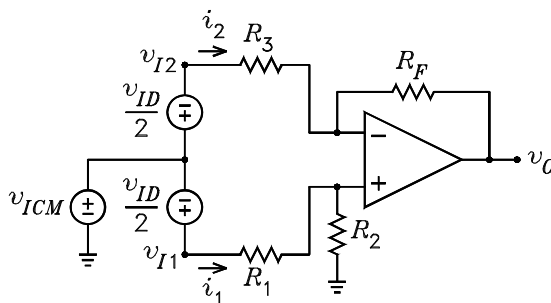 i2
R3
vI2
RF
vID
2
−
+
−
+
vO
vICM
±
−
+
vID
2
−
+
+
R2
vI1
R1
i1